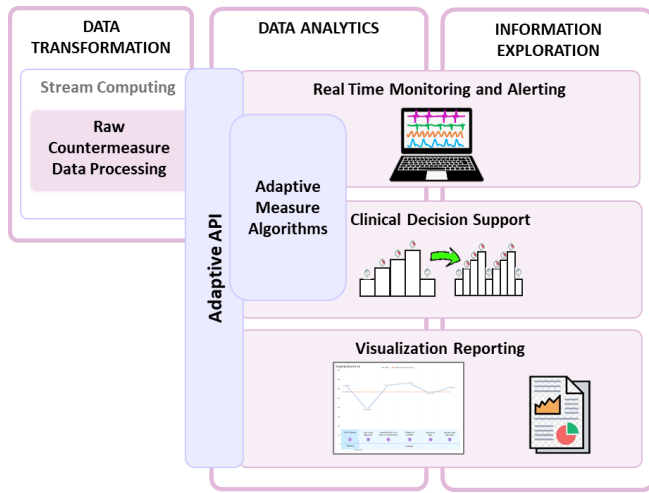 DATA
TRANSFORMATION
DATA ANALYTICS
INFORMATION
EXPLORATION
Stream Computing
Raw
Countermeasure
Data Processing
Adaptive API
Adaptive
Measure
Algorithms
Real Time Monitoring and Alerting
Clinical Decision Support
Visualization Reporting